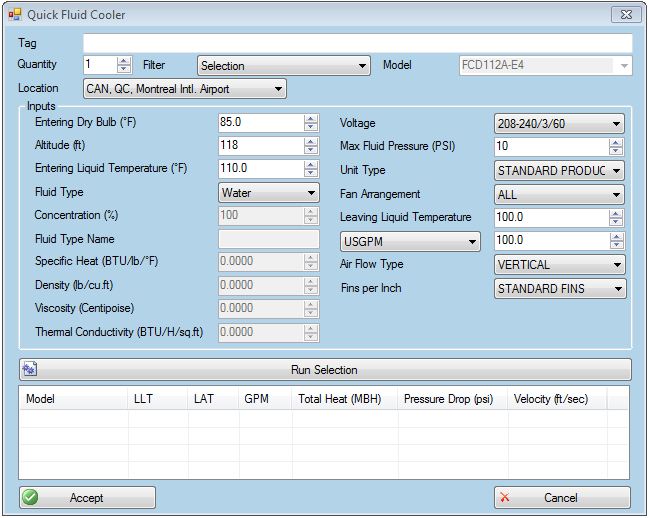 Quick Fluid Cooler
Tag
Quantity 1 Filter Selection Model FCD112A-E4
Location CAN, QC, Montreal Intl. Airport
Inputs
Entering Dry Bulb (°F) 85.0 Voltage 208-240/3/60
Altitude (ft) 118 Max Fluid Pressure (PSI) 10
Entering Liquid Temperature (°F) 110.0 Unit Type STANDARD PRODUC
Fluid Type Water Fan Arrangement ALL
Concentration (%) 100 Leaving Liquid Temperature 100.0
Fluid Type Name USGPM 100.0
Specific Heat (BTU/lb/°F) 0.0000 Air Flow Type VERTICAL
Density (lb/cu.ft) 0.0000 Fins per Inch STANDARD FINS
Viscosity (Centipoise) 0.0000
Thermal Conductivity (BTU/H/sq.ft) 0.0000
Run Selection
Model LLT LAT GPM Total Heat (MBH) Pressure Drop (psi) Velocity (ft/sec)
Accept Cancel